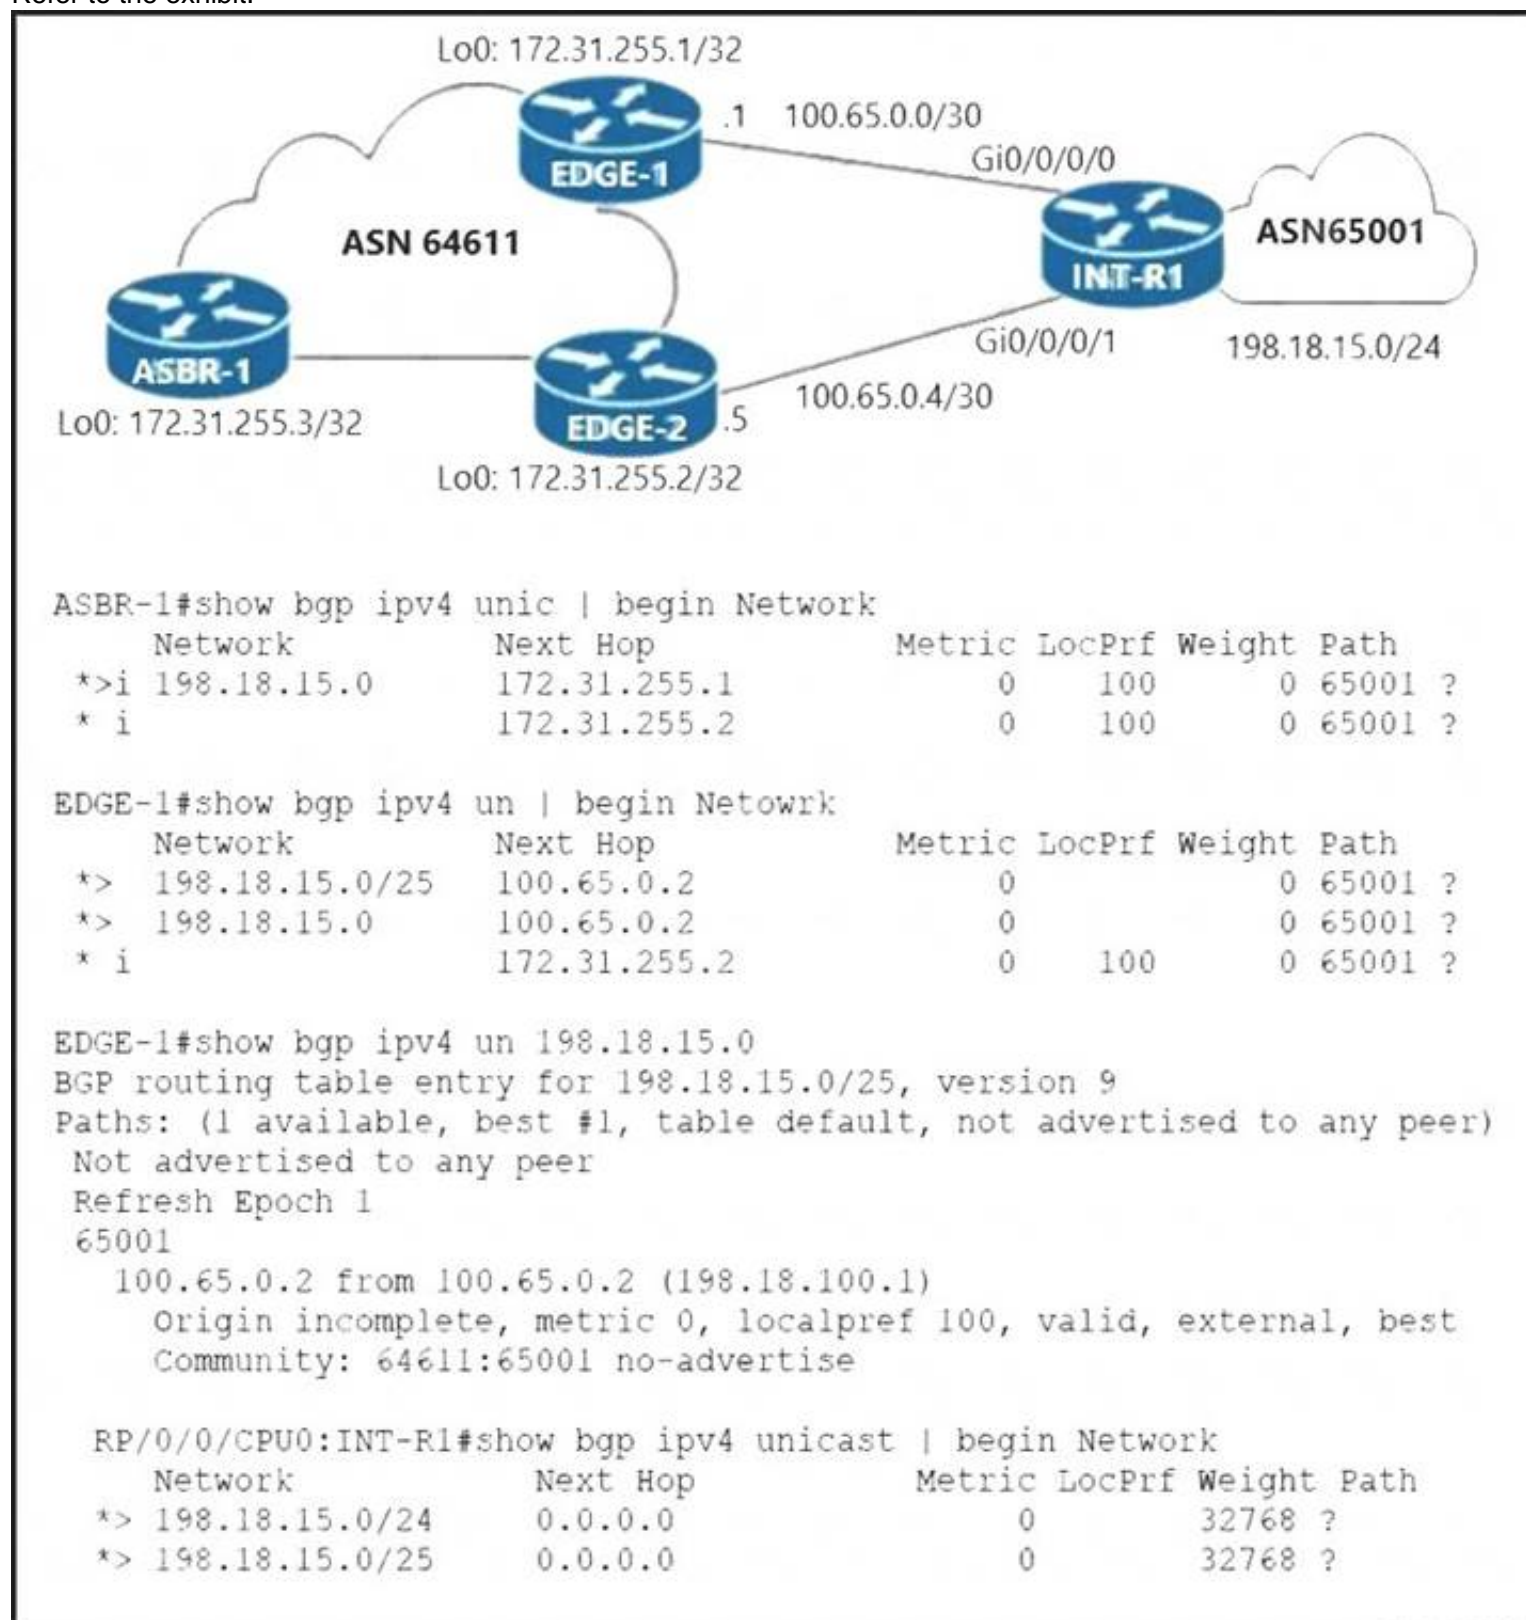 Refer to the exhibit.
Lo0: 172.31.255.1/32
.1 100.65.0.0/30
Gi0/0/0/0
EDGE-1
ASN 64611
ASN65001
INT-R1
Gi0/0/0/1
198.18.15.0/24
ASBR-1
100.65.0.4/30
Lo0: 172.31.255.3/32
EDGE-2
.5
Lo0: 172.31.255.2/32
ASBR-1#show bgp ipv4 unic | begin Network
Network Next Hop Metric LocPrf Weight Path
*>i 198.18.15.0 172.31.255.1 0 100 0 65001 ?
* i 172.31.255.2 0 100 0 65001 ?
EDGE-1#show bgp ipv4 un | begin Netowrk
Network Next Hop Metric LocPrf Weight Path
*> 198.18.15.0/25 100.65.0.2 0 0 65001 ?
*> 198.18.15.0 100.65.0.2 0 0 65001 ?
* i 172.31.255.2 0 100 0 65001 ?
EDGE-1#show bgp ipv4 un 198.18.15.0
BGP routing table entry for 198.18.15.0/25, version 9
Paths: (1 available, best #1, table default, not advertised to any peer)
Not advertised to any peer
Refresh Epoch 1
65001
100.65.0.2 from 100.65.0.2 (198.18.100.1)
Origin incomplete, metric 0, localpref 100, valid, external, best
Community: 64611:65001 no-advertise
RP/0/0/CPU0:INT-R1#show bgp ipv4 unicast | begin Network
Network Next Hop Metric LocPrf Weight Path
*> 198.18.15.0/24 0.0.0.0 0 32768 ?
*> 198.18.15.0/25 0.0.0.0 0 32768 ?